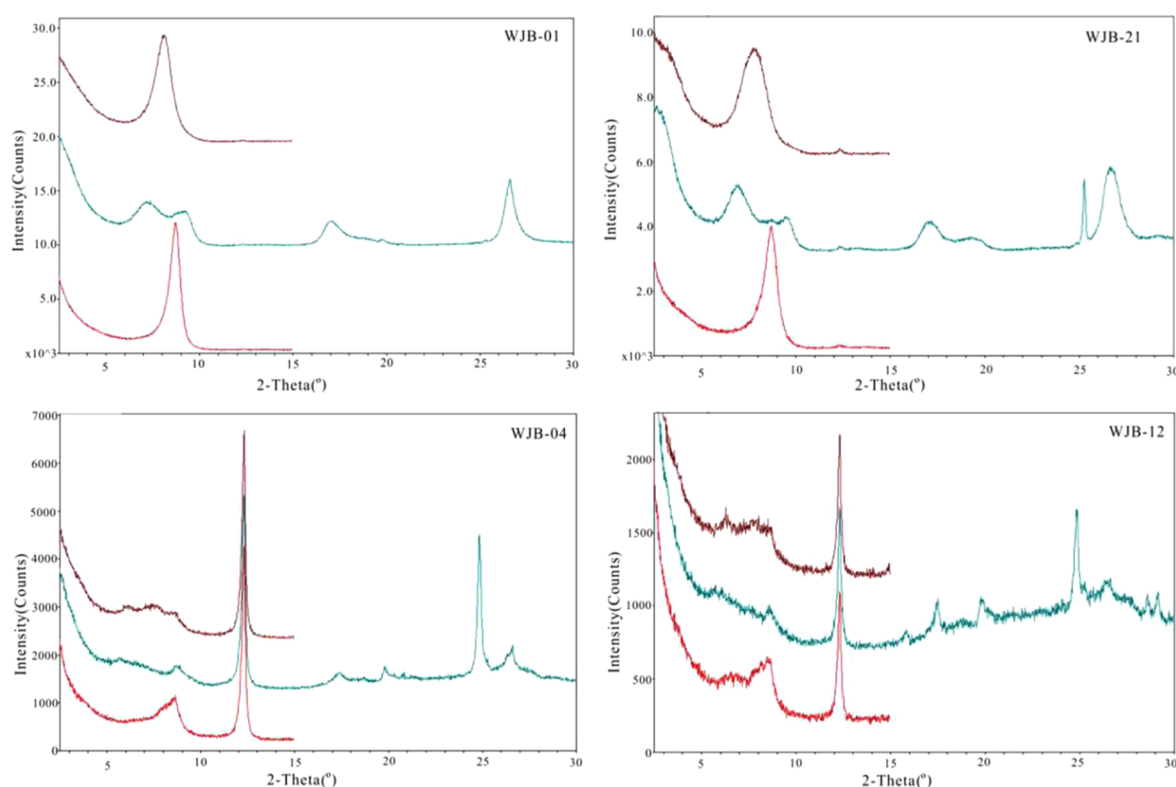 WJB-01
30.0
25.0
20.0
15.0
10.0
5.0
x10^3
Intensity(Counts)
5 10 15 20 25 30
2-Theta(°)
WJB-21
10.0
8.0
6.0
4.0
2.0
x10^3
Intensity(Counts)
5 10 15 20 25 30
2-Theta(°)
WJB-04
7000
6000
5000
4000
3000
2000
1000
0
Intensity(Counts)
5 10 15 20 25 30
2-Theta(°)
WJB-12
2000
1500
1000
500
0
Intensity(Counts)
5 10 15 20 25 30
2-Theta(°)